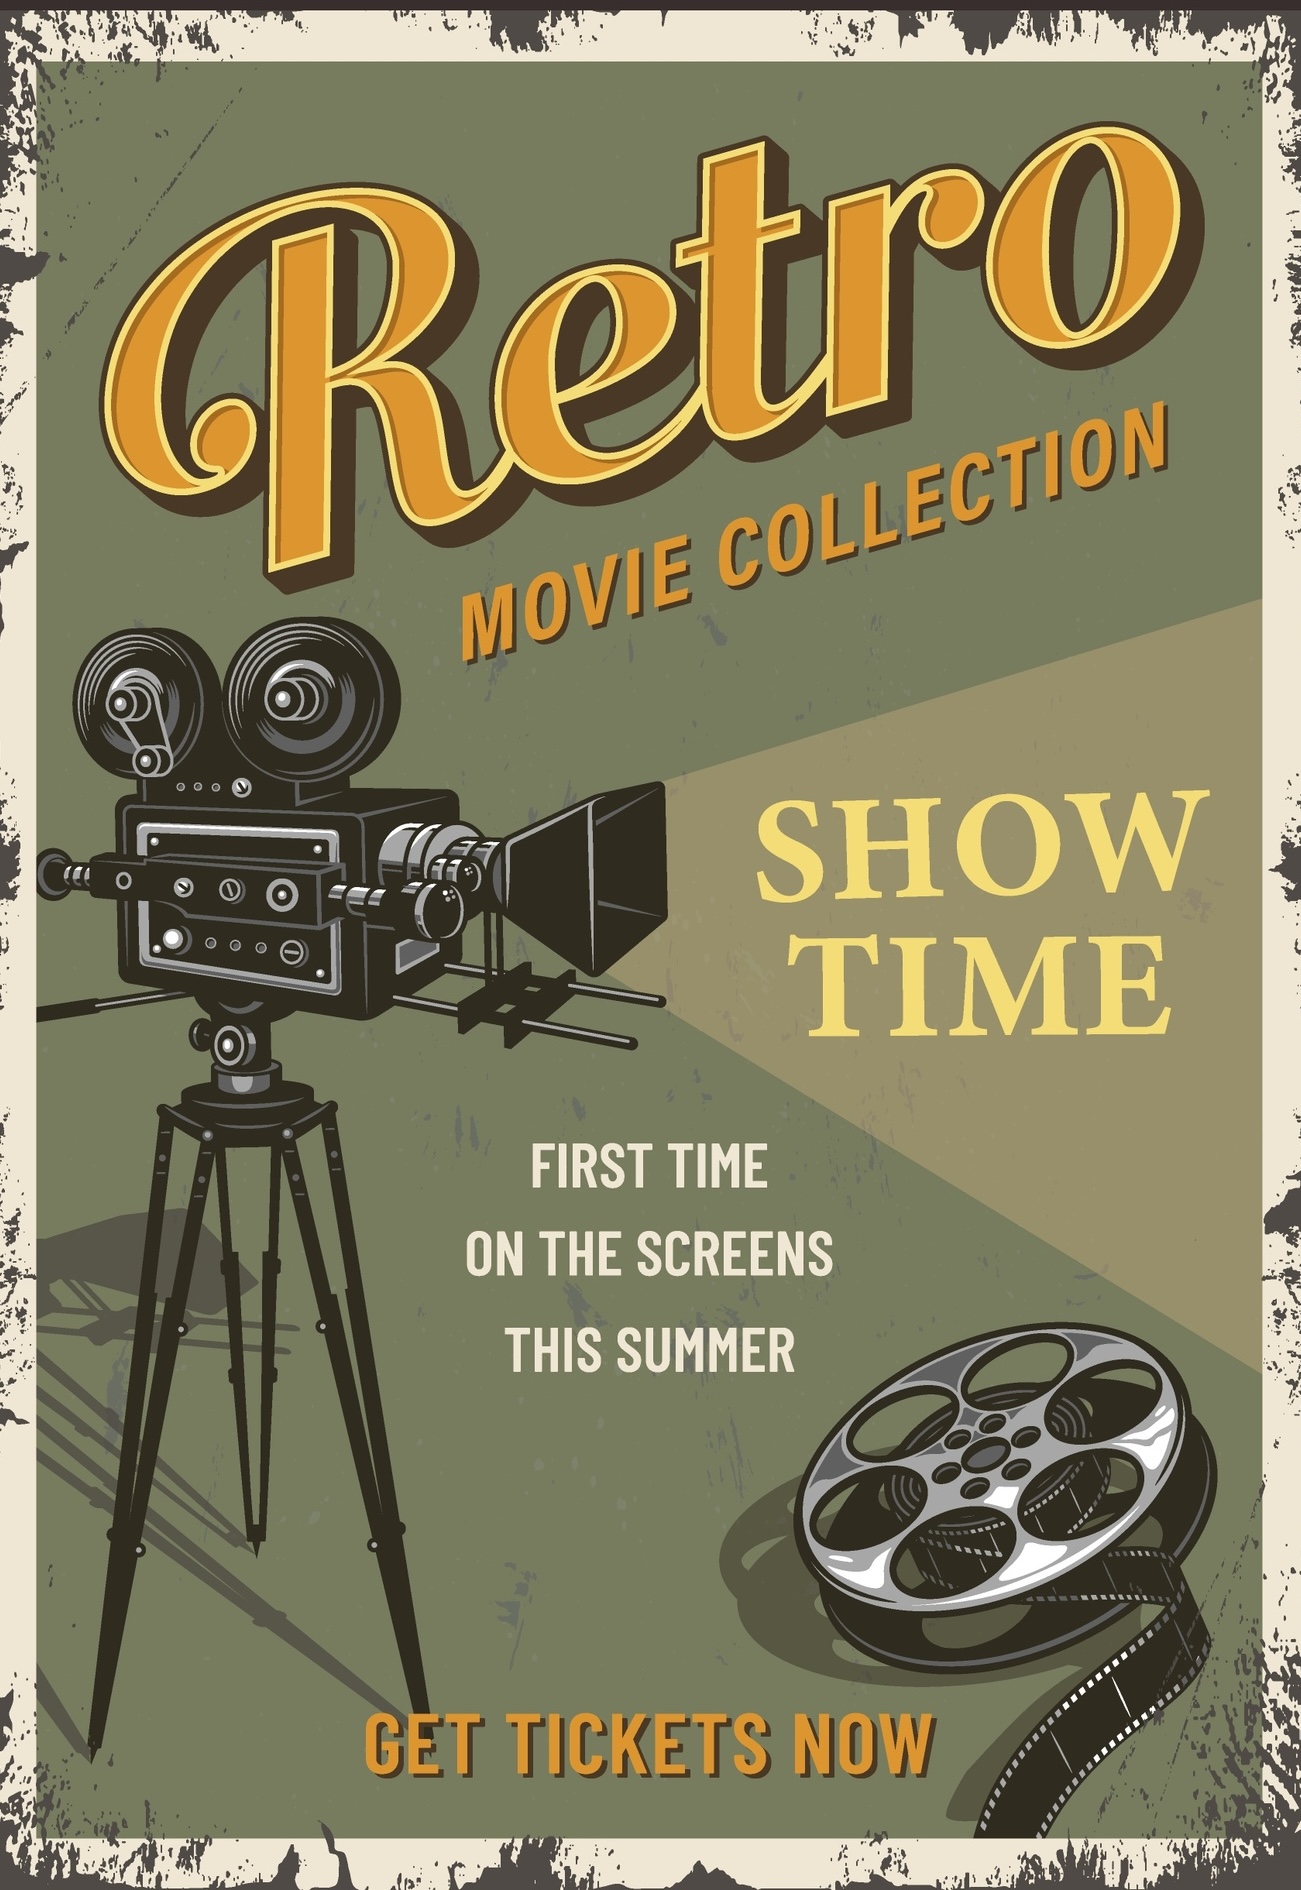 Retro
MOVIE COLLECTION
SHOW
TIME
FIRST TIME
ON THE SCREENS
THIS SUMMER
GET TICKETS NOW